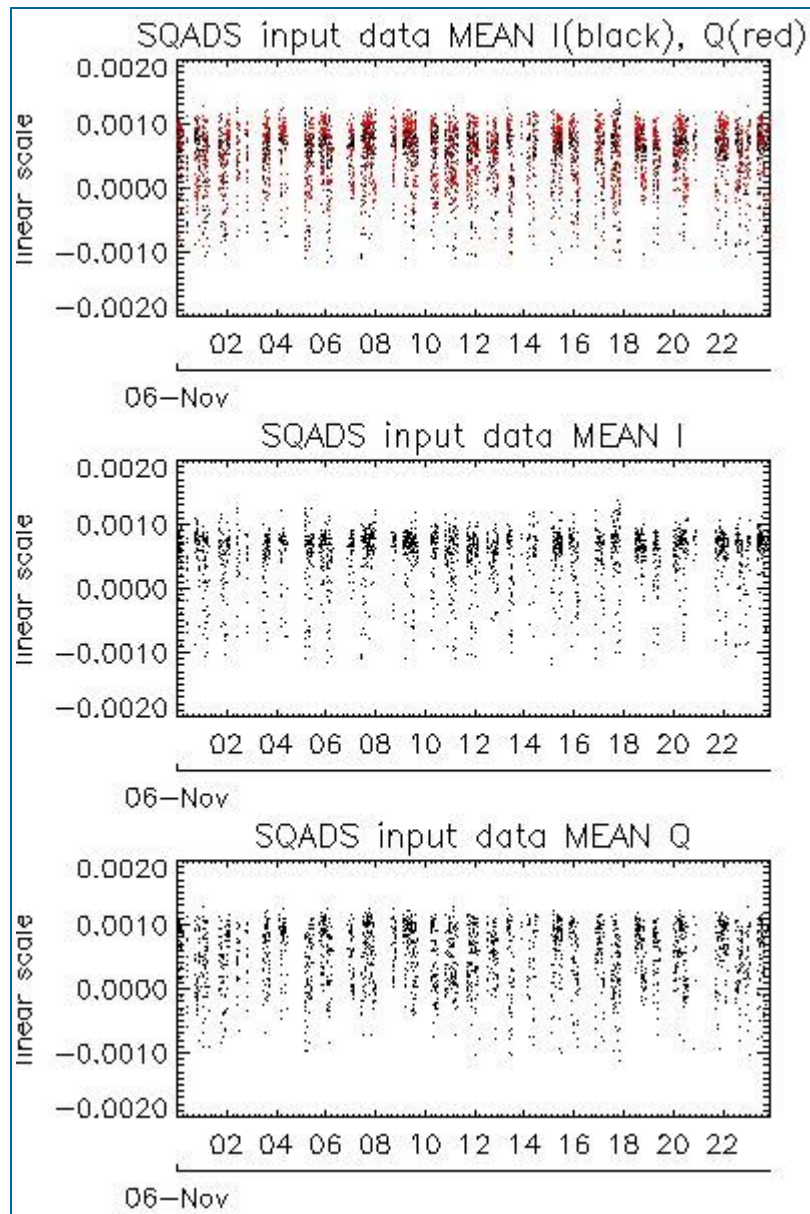 SQADS input data MEAN I(black), Q(red)
0.0020
0.0010
0.0000
−0.0010
−0.0020
linear scale
02 04 06 08 10 12 14 16 18 20 22
06−Nov
SQADS input data MEAN I
0.0020
0.0010
0.0000
−0.0010
−0.0020
linear scale
02 04 06 08 10 12 14 16 18 20 22
06−Nov
SQADS input data MEAN Q
0.0020
0.0010
0.0000
−0.0010
−0.0020
linear scale
02 04 06 08 10 12 14 16 18 20 22
06−Nov